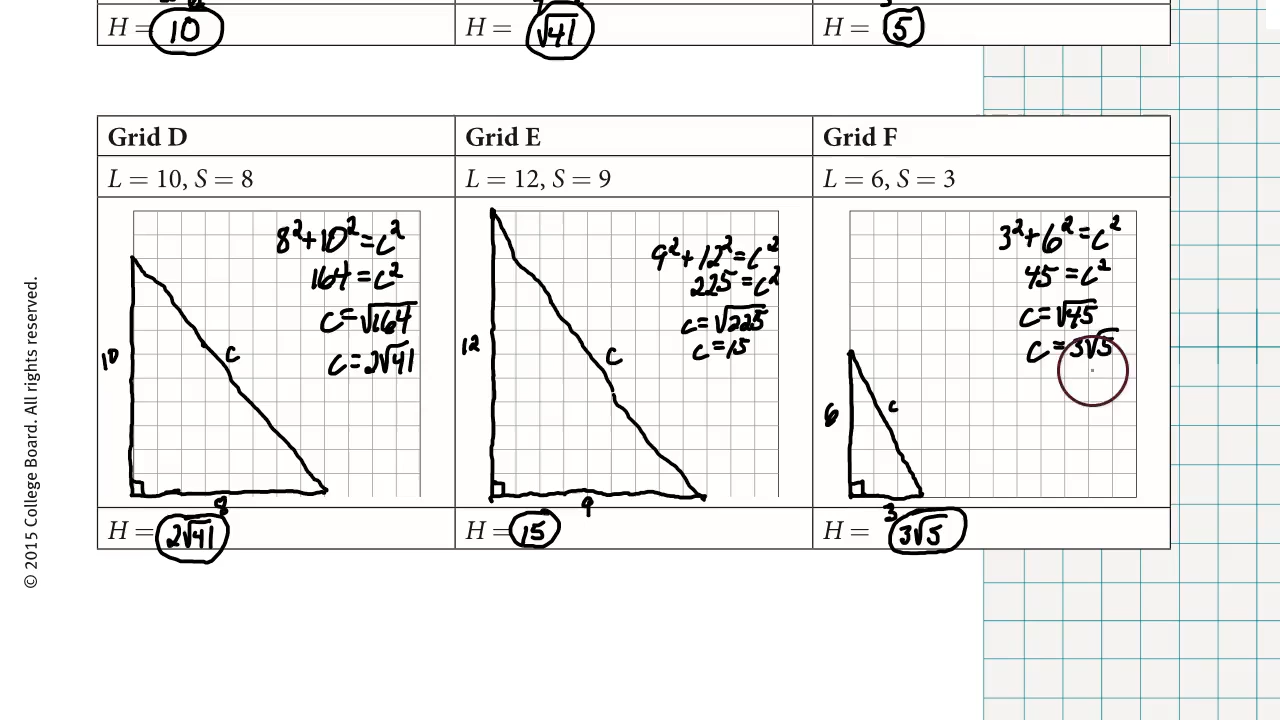 H = 10
H = √41
H = 5
Grid D
Grid E
Grid F
L = 10, S = 8
L = 12, S = 9
L = 6, S = 3
8² + 10² = c²
164 = c²
c = √164
c = 2√41
10
c
8
9² + 12² = c²
225 = c²
c = √225
c = 15
12
c
9
3² + 6² = c²
45 = c²
c = √45
c = 3√5
6
c
3
H = 2√41
H = 15
H = 3√5
© 2015 College Board. All rights reserved.